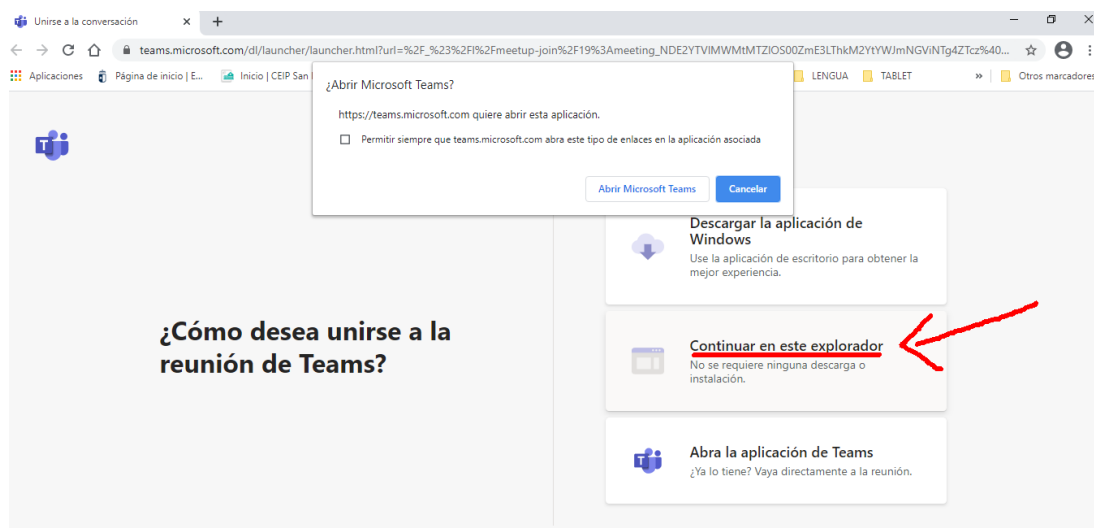 Unirse a la conversación
teams.microsoft.com/dl/launcher/launcher.html?url=%2F_%23%2Fl%2Fmeetup-join%2F19%3Ameeting_NDE2YTVlMWMtMTZlOS00ZmE3LThkM2YtYWJmNGViNTg4ZTcz%40...
Aplicaciones Página de inicio | E... Inicio | CEIP San LENGUA TABLET » Otros marcadores
¿Abrir Microsoft Teams?
https://teams.microsoft.com quiere abrir esta aplicación.
Permitir siempre que teams.microsoft.com abra este tipo de enlaces en la aplicación asociada
Abrir Microsoft Teams Cancelar
Descargar la aplicación de
Windows
Use la aplicación de escritorio para obtener la
mejor experiencia.
¿Cómo desea unirse a la
reunión de Teams?
Continuar en este explorador
No se requiere ninguna descarga o
instalación.
Abra la aplicación de Teams
¿Ya lo tiene? Vaya directamente a la reunión.